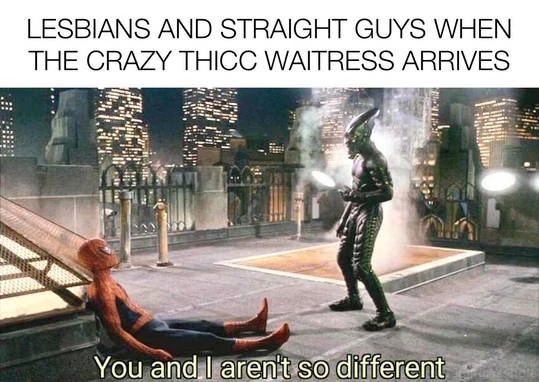 LESBIANS AND STRAIGHT GUYS WHEN
THE CRAZY THICC WAITRESS ARRIVES
You and I aren't so different